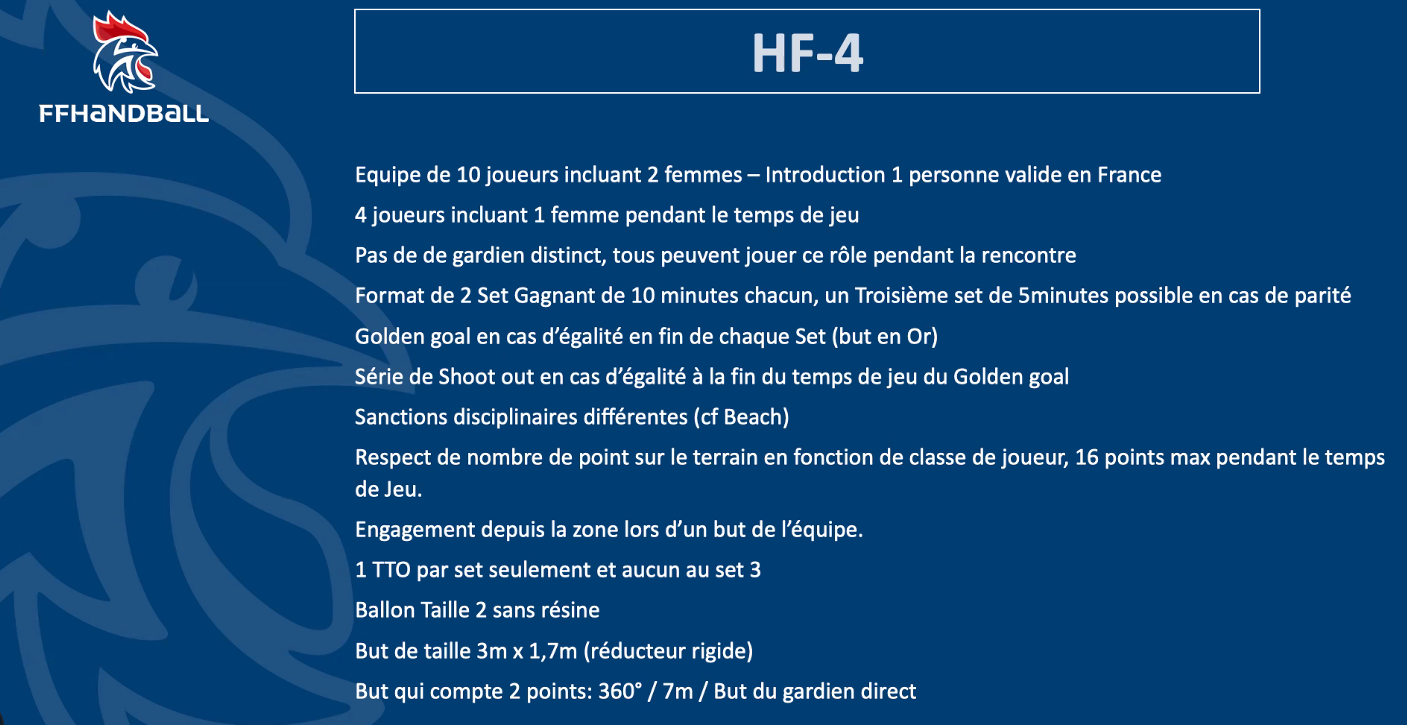 FFHANDBALL
HF-4
Equipe de 10 joueurs incluant 2 femmes – Introduction 1 personne valide en France
4 joueurs incluant 1 femme pendant le temps de jeu
Pas de de gardien distinct, tous peuvent jouer ce rôle pendant la rencontre
Format de 2 Set Gagnant de 10 minutes chacun, un Troisième set de 5minutes possible en cas de parité
Golden goal en cas d’égalité en fin de chaque Set (but en Or)
Série de Shoot out en cas d’égalité à la fin du temps de jeu du Golden goal
Sanctions disciplinaires différentes (cf Beach)
Respect de nombre de point sur le terrain en fonction de classe de joueur, 16 points max pendant le temps
de Jeu.
Engagement depuis la zone lors d’un but de l’équipe.
1 TTO par set seulement et aucun au set 3
Ballon Taille 2 sans résine
But de taille 3m x 1,7m (réducteur rigide)
But qui compte 2 points: 360° / 7m / But du gardien direct